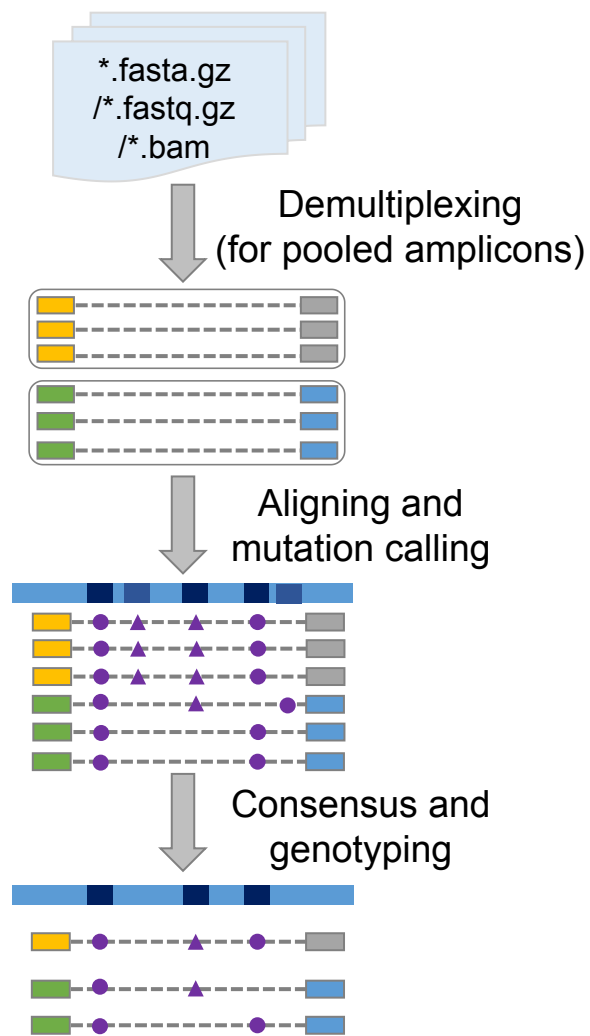 *.fasta.gz
/*.fastq.gz
/*.bam
Demultiplexing
(for pooled amplicons)
Aligning and
mutation calling
Consensus and
genotyping